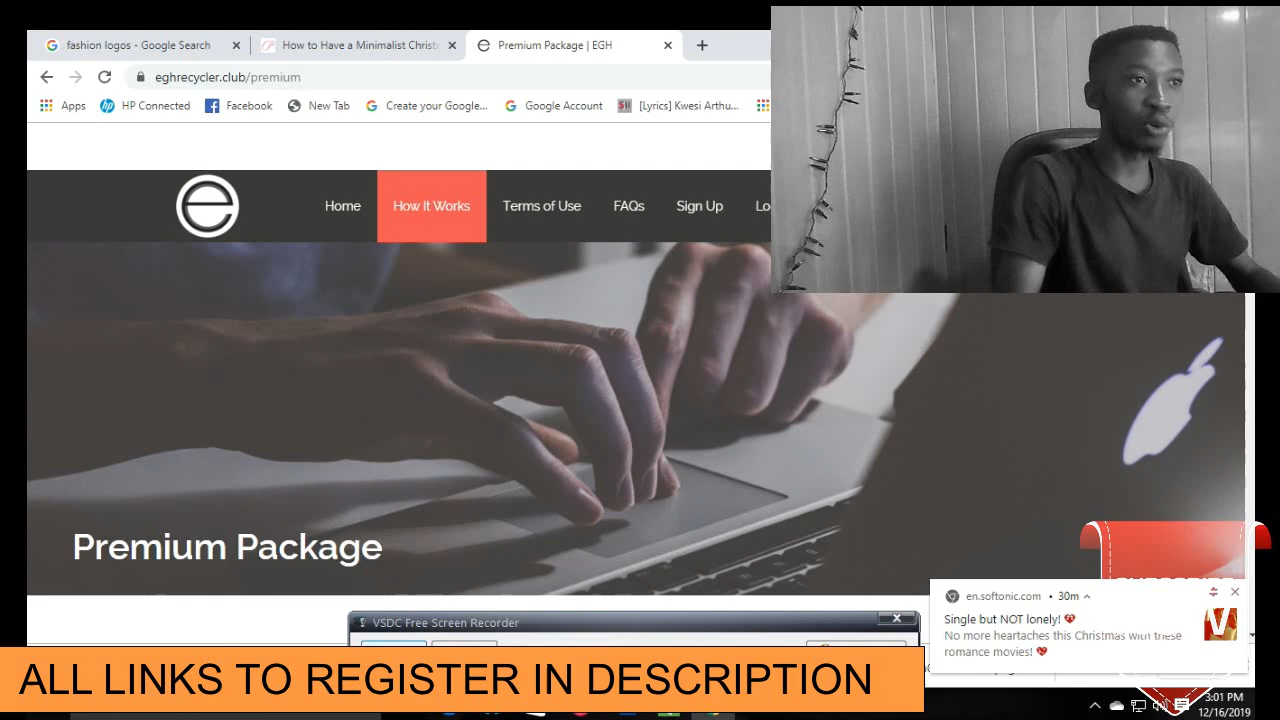 fashion logos - Google Search
How to Have a Minimalist Christ
Premium Package | EGH
eghrecycler.club/premium
Apps
HP Connected
Facebook
New Tab
Create your Google...
Google Account
[Lyrics] Kwesi Arthu...
Home
How It Works
Terms of Use
FAQs
Sign Up
Lo
Premium Package
en.softonic.com • 30m
Single but NOT lonely!
No more heartaches this Christmas with these
romance movies!
VSDC Free Screen Recorder
ALL LINKS TO REGISTER IN DESCRIPTION
3:01 PM
12/16/2019